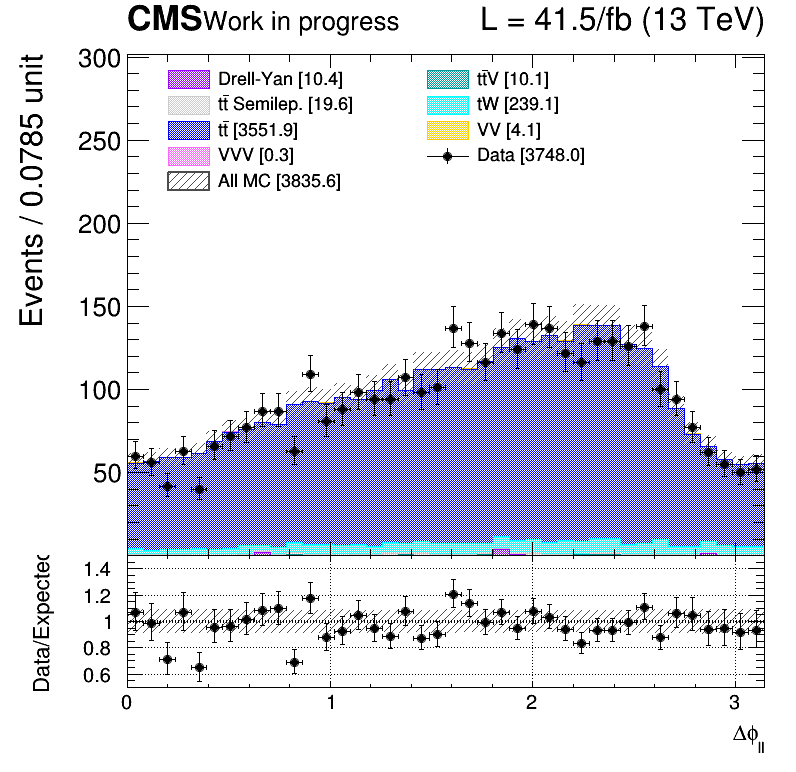 CMS Work in progress L = 41.5/fb (13 TeV)
Events / 0.0785 unit
300
250
200
150
100
50
Drell-Yan [10.4]
tt̄ Semilep. [19.6]
tt̄ [3551.9]
VVV [0.3]
All MC [3835.6]
tt̄V [10.1]
tW [239.1]
VV [4.1]
Data [3748.0]
Data/Expected
1.4
1.2
1
0.8
0.6
0 1 2 3
Δϕll